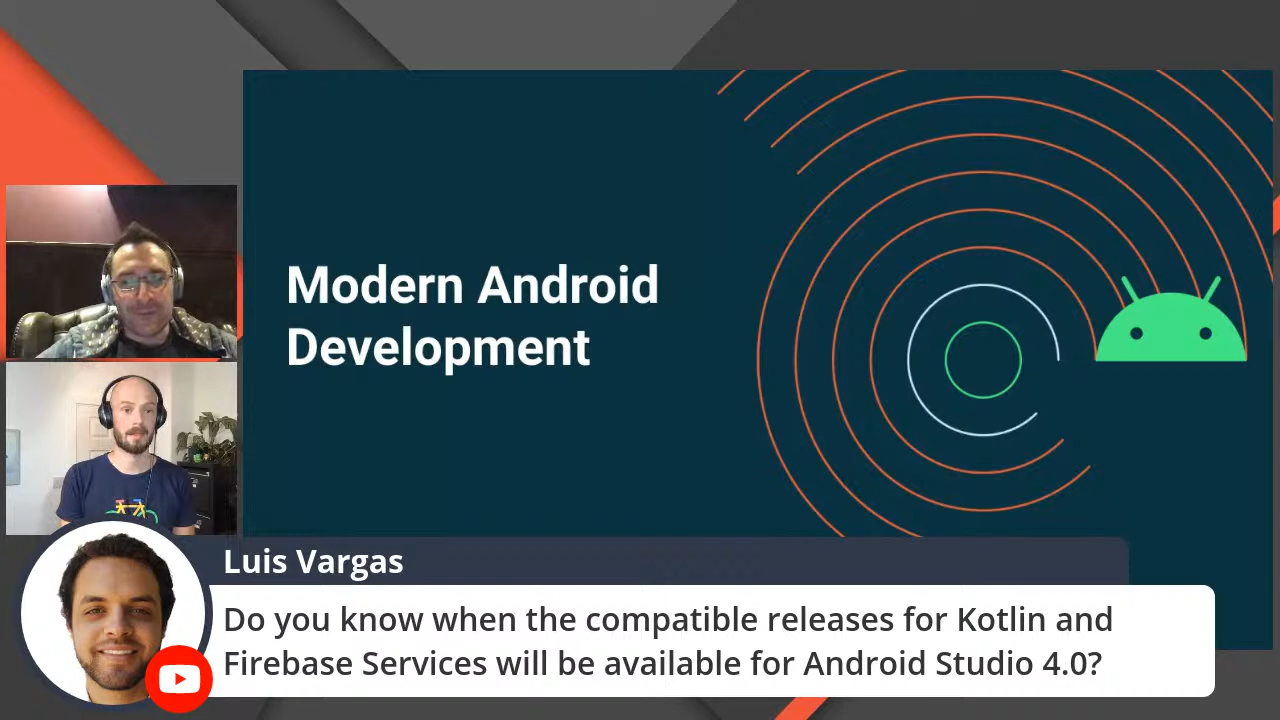 Modern Android
Development
Luis Vargas
Do you know when the compatible releases for Kotlin and
Firebase Services will be available for Android Studio 4.0?